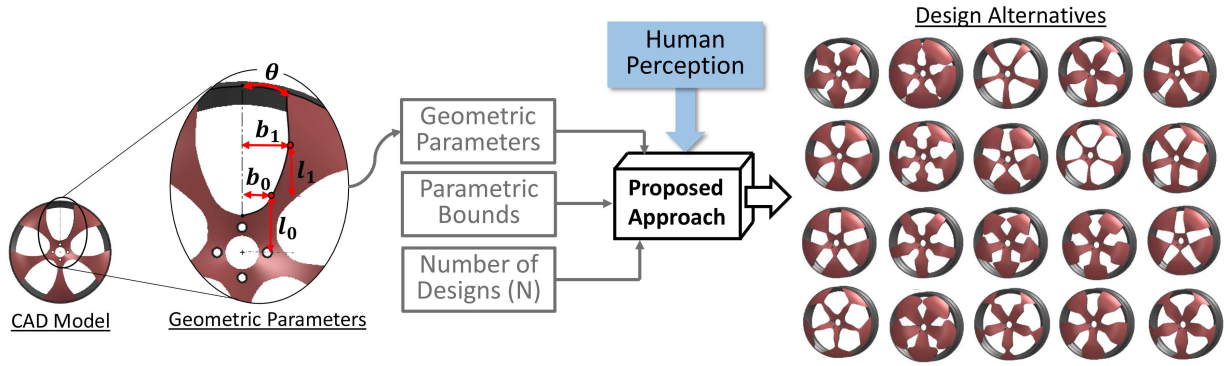 Design Alternatives
Human
Perception
θ
b₁
l₁
b₀
l₀
Geometric
Parameters
Parametric
Bounds
Number of
Designs (N)
Proposed
Approach
CAD Model
Geometric Parameters